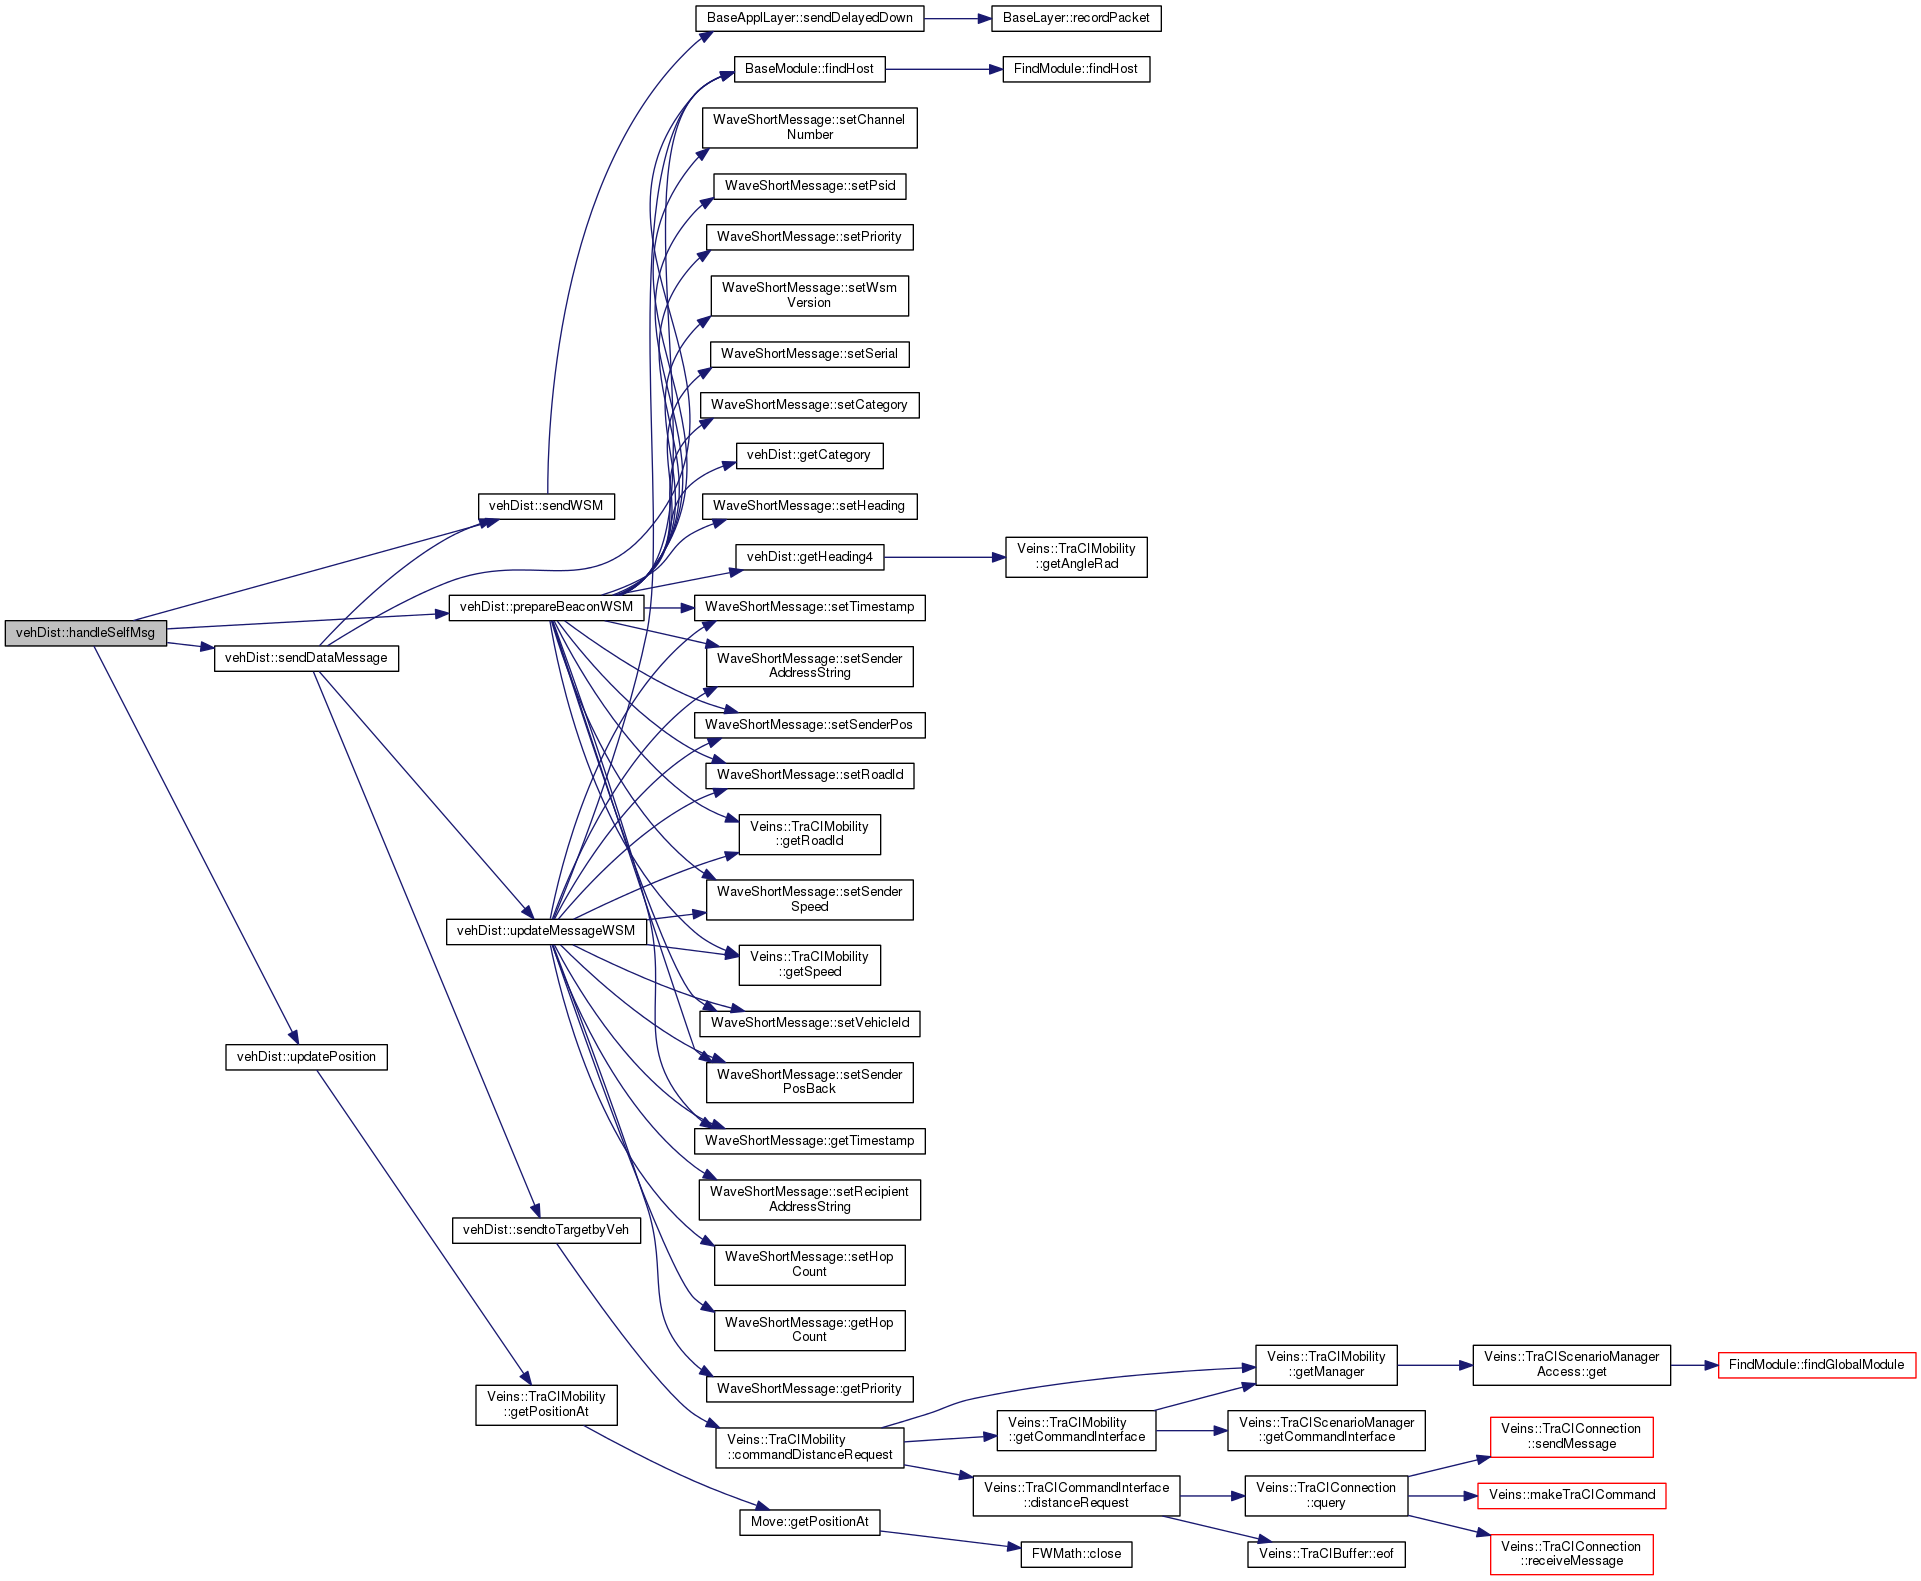 BaseApplLayer::sendDelayedDown
BaseLayer::recordPacket
BaseModule::findHost
FindModule::findHost
WaveShortMessage::setChannel
Number
WaveShortMessage::setPsid
WaveShortMessage::setPriority
WaveShortMessage::setWsm
Version
WaveShortMessage::setSerial
WaveShortMessage::setCategory
vehDist::getCategory
vehDist::sendWSM
WaveShortMessage::setHeading
vehDist::getHeading4
Veins::TraCIMobility
::getAngleRad
vehDist::prepareBeaconWSM
WaveShortMessage::setTimestamp
vehDist::handleSelfMsg
vehDist::sendDataMessage
WaveShortMessage::setSender
AddressString
WaveShortMessage::setSenderPos
WaveShortMessage::setRoadId
Veins::TraCIMobility
::getRoadId
WaveShortMessage::setSender
Speed
vehDist::updateMessageWSM
Veins::TraCIMobility
::getSpeed
WaveShortMessage::setVehicleId
vehDist::updatePosition
WaveShortMessage::setSender
PosBack
WaveShortMessage::getTimestamp
WaveShortMessage::setRecipient
AddressString
vehDist::sendtoTargetbyVeh
WaveShortMessage::setHop
Count
WaveShortMessage::getHop
Count
WaveShortMessage::getPriority
Veins::TraCIMobility
::getManager
Veins::TraCIScenarioManager
Access::get
FindModule::findGlobalModule
Veins::TraCIMobility
::getPositionAt
Veins::TraCIMobility
::commandDistanceRequest
Veins::TraCIMobility
::getCommandInterface
Veins::TraCIScenarioManager
::getCommandInterface
Veins::TraCIConnection
::sendMessage
Veins::TraCICommandInterface
::distanceRequest
Veins::TraCIConnection
::query
Veins::makeTraCICommand
Move::getPositionAt
FWMath::close
Veins::TraCIBuffer::eof
Veins::TraCIConnection
::receiveMessage